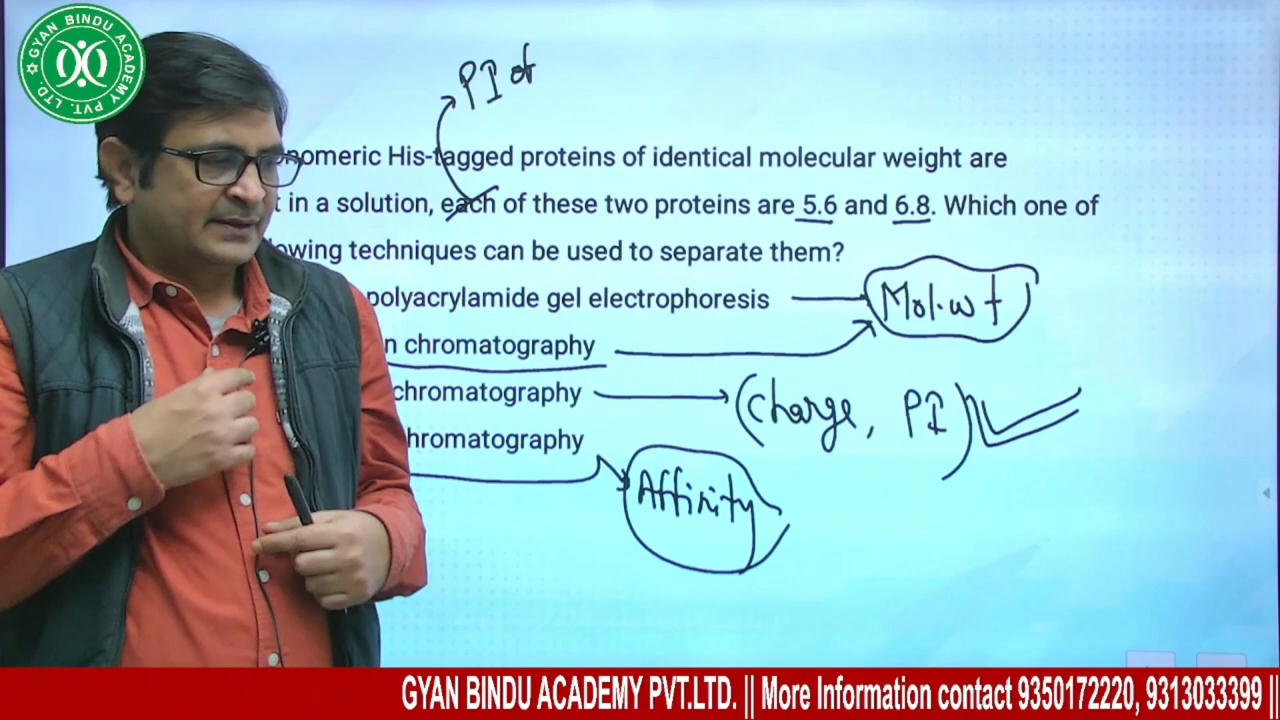 GYAN BINDU ACADEMY PVT. LTD.
PI of
nomeric His-tagged proteins of identical molecular weight are
t in a solution, each of these two proteins are 5.6 and 6.8. Which one of
owing techniques can be used to separate them?
polyacrylamide gel electrophoresis
Mol.wt
n chromatography
chromatography
(charge, PI)
hromatography
Affinity
GYAN BINDU ACADEMY PVT.LTD. || More Information contact 9350172220, 9313033399 ||